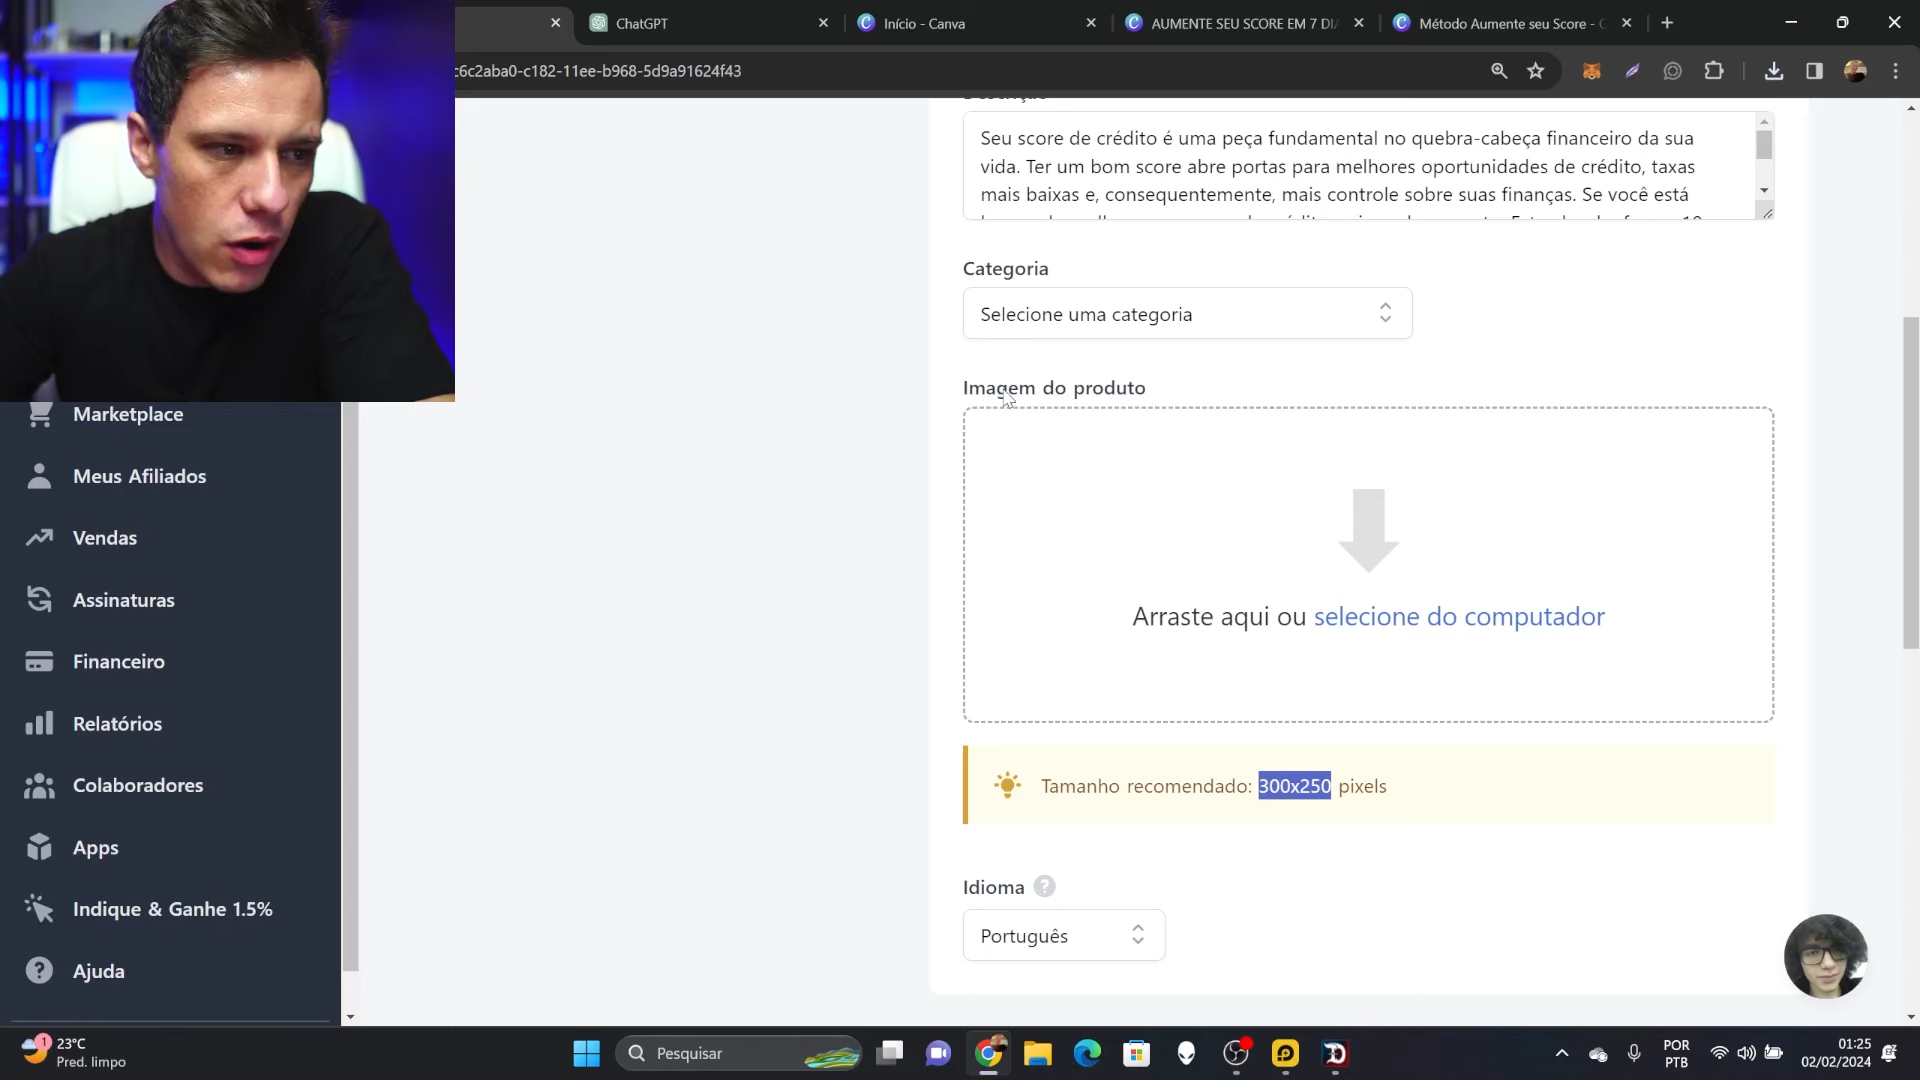 ChatGPT
Início - Canva
AUMENTE SEU SCORE EM 7 DI
Método Aumente seu Score - C
c6c2aba0-c182-11ee-b968-5d9a91624f43
Seu score de crédito é uma peça fundamental no quebra-cabeça financeiro da sua
vida. Ter um bom score abre portas para melhores oportunidades de crédito, taxas
mais baixas e, consequentemente, mais controle sobre suas finanças. Se você está
Categoria
Selecione uma categoria
Imagem do produto
Arraste aqui ou selecione do computador
Tamanho recomendado: 300x250 pixels
Idioma ?
Português
Marketplace
Meus Afiliados
Vendas
Assinaturas
Financeiro
Relatórios
Colaboradores
Apps
Indique & Ganhe 1.5%
? Ajuda
1
23°C
Pred. limpo
Pesquisar
POR
PTB
01:25
02/02/2024